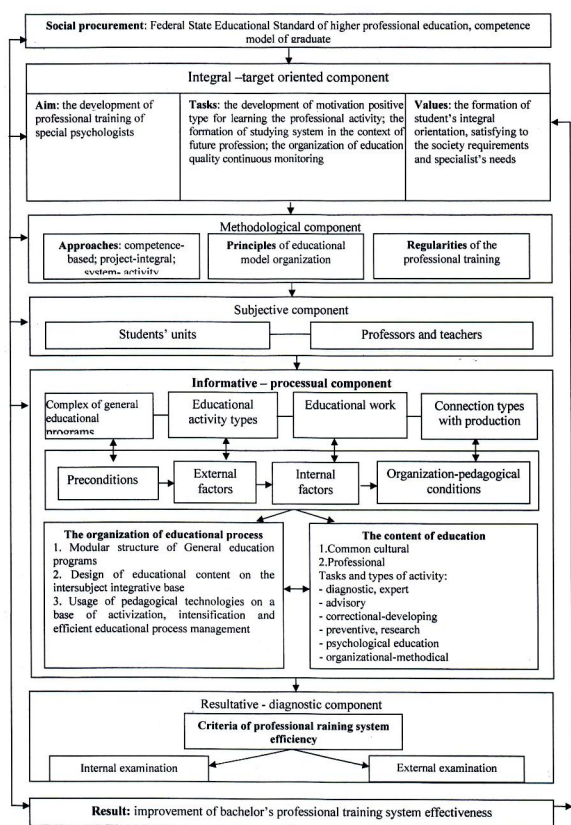 Social procurement: Federal State Educational Standard of higher professional education, competence
model of graduate
Integral –target oriented component
Aim: the development of
professional training of
special psychologists
Tasks: the development of motivation positive
type for learning the professional activity; the
formation of studying system in the context of
future profession; the organization of education
quality continuous monitoring
Values: the formation of
student's integral
orientation, satisfying to
the society requirements
and specialist's needs
Methodological component
Approaches: competence-
based; project-integral;
system- activity
Principles of educational
model organization
Regularities of the
professional training
Subjective component
Students' units
Professors and teachers
Informative – processual component
Complex of general
educational
programs
Educational
activity types
Educational work
Connection types
with production
Preconditions
External
factors
Internal
factors
Organization-pedagogical
conditions
The organization of educational process
1. Modular structure of General education
programs
2. Design of educational content on the
intersubject integrative base
3. Usage of pedagogical technologies on a
base of activization, intensification and
efficient educational process management
The content of education
1.Common cultural
2.Professional
Tasks and types of activity:
- diagnostic, expert
- advisory
- correctional-developing
- preventive, research
- psychological education
- organizational-methodical
Resultative - diagnostic component
Criteria of professional raining system
efficiency
Internal examination
External examination
Result: improvement of bachelor's professional training system effectiveness